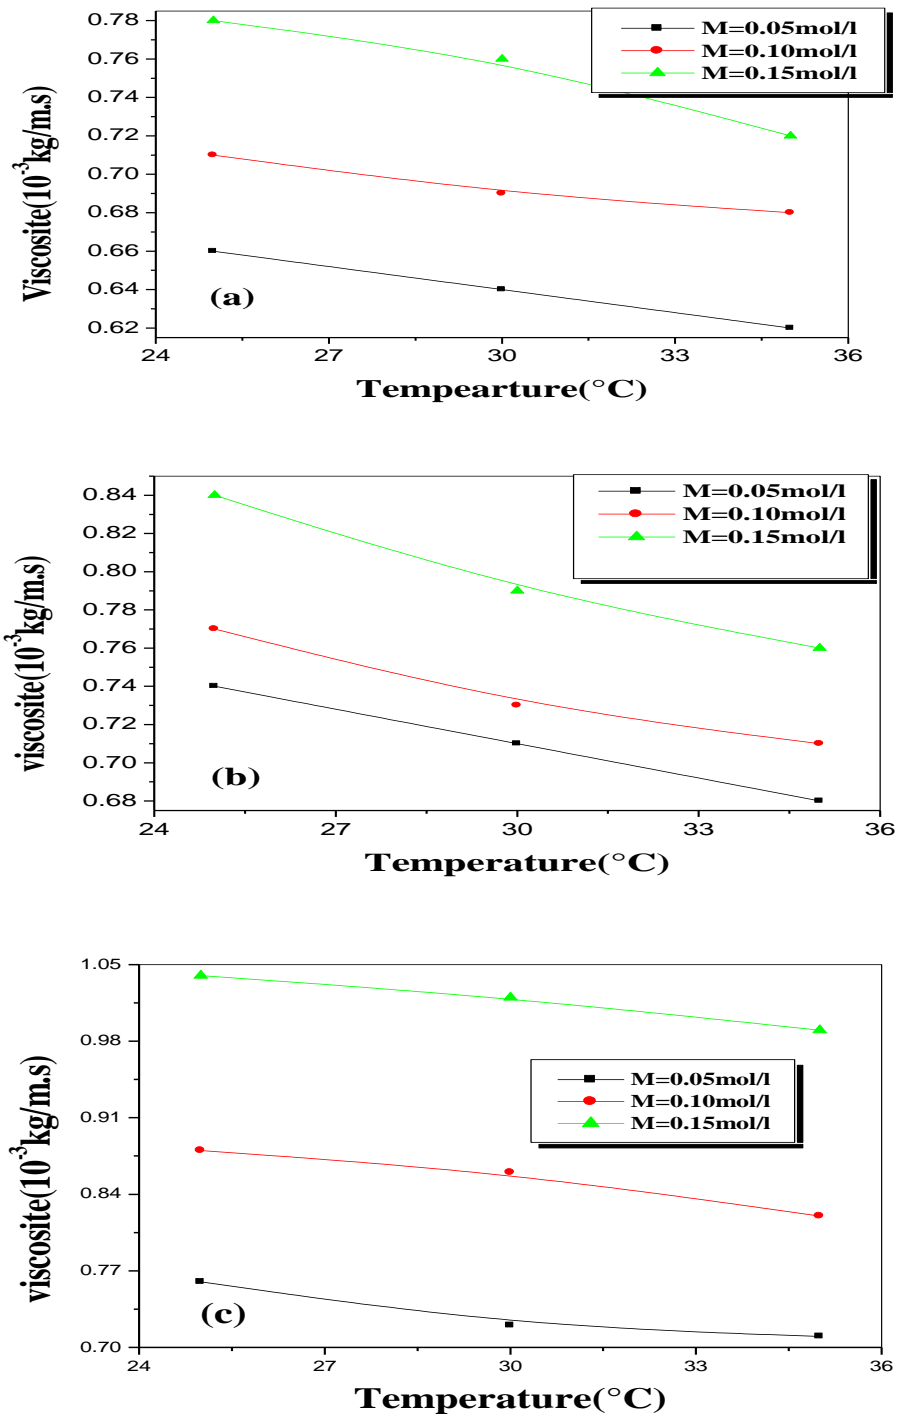 0.78
0.76
0.74
0.72
0.70
0.68
0.66
0.64
0.62
Viscosite(10⁻³kg/m.s)
M=0.05mol/l
M=0.10mol/l
M=0.15mol/l
(a)
24 27 30 33 36
Tempearture(°C)
0.84
0.82
0.80
0.78
0.76
0.74
0.72
0.70
0.68
viscosite(10⁻³kg/m.s)
M=0.05mol/l
M=0.10mol/l
M=0.15mol/l
(b)
24 27 30 33 36
Temperature(°C)
1.05
0.98
0.91
0.84
0.77
0.70
viscosite(10⁻³kg/m.s)
M=0.05mol/l
M=0.10mol/l
M=0.15mol/l
(c)
24 27 30 33 36
Temperature(°C)